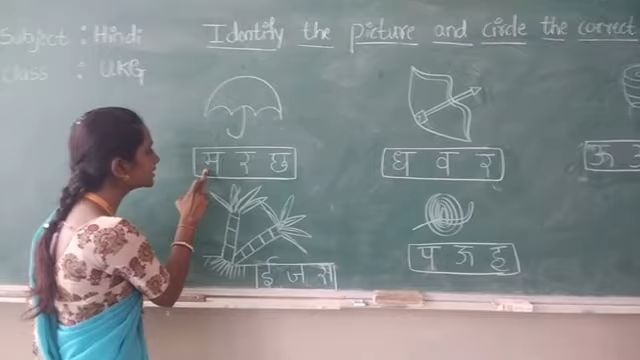 Subject : Hindi
Class : UKG
Identify the picture and circle the correct
म र छ
ध व र
ऊ
ई ज स
प ऊ इ